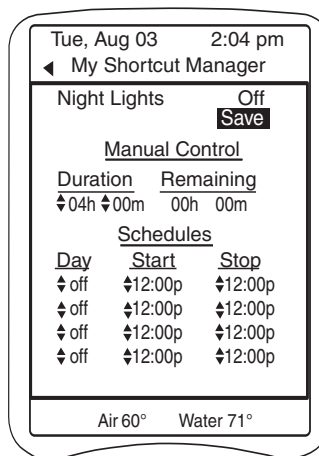 Tue, Aug 03 2:04 pm
◀ My Shortcut Manager
Night Lights Off
Save
Manual Control
Duration Remaining
04h 00m 00h 00m
Schedules
Day Start Stop
off 12:00p 12:00p
off 12:00p 12:00p
off 12:00p 12:00p
off 12:00p 12:00p
Air 60° Water 71°